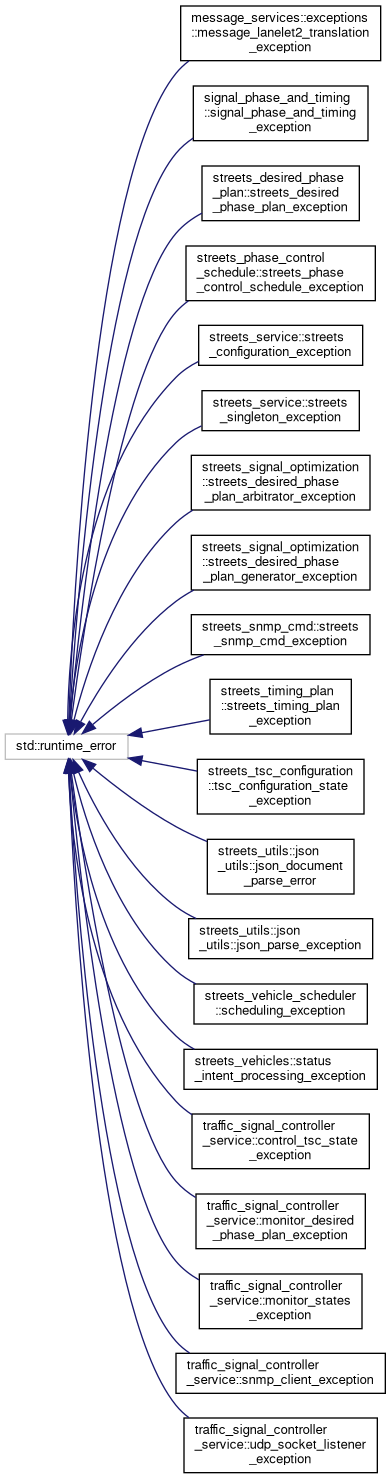 message_services::exceptions
::message_lanelet2_translation
_exception
signal_phase_and_timing
::signal_phase_and_timing
_exception
streets_desired_phase
_plan::streets_desired
_phase_plan_exception
streets_phase_control
_schedule::streets_phase
_control_schedule_exception
streets_service::streets
_configuration_exception
streets_service::streets
_singleton_exception
streets_signal_optimization
::streets_desired_phase
_plan_arbitrator_exception
streets_signal_optimization
::streets_desired_phase
_plan_generator_exception
streets_snmp_cmd::streets
_snmp_cmd_exception
streets_timing_plan
::streets_timing_plan
_exception
std::runtime_error
streets_tsc_configuration
::tsc_configuration_state
_exception
streets_utils::json
_utils::json_document
_parse_error
streets_utils::json
_utils::json_parse_exception
streets_vehicle_scheduler
::scheduling_exception
streets_vehicles::status
_intent_processing_exception
traffic_signal_controller
_service::control_tsc_state
_exception
traffic_signal_controller
_service::monitor_desired
_phase_plan_exception
traffic_signal_controller
_service::monitor_states
_exception
traffic_signal_controller
_service::snmp_client_exception
traffic_signal_controller
_service::udp_socket_listener
_exception